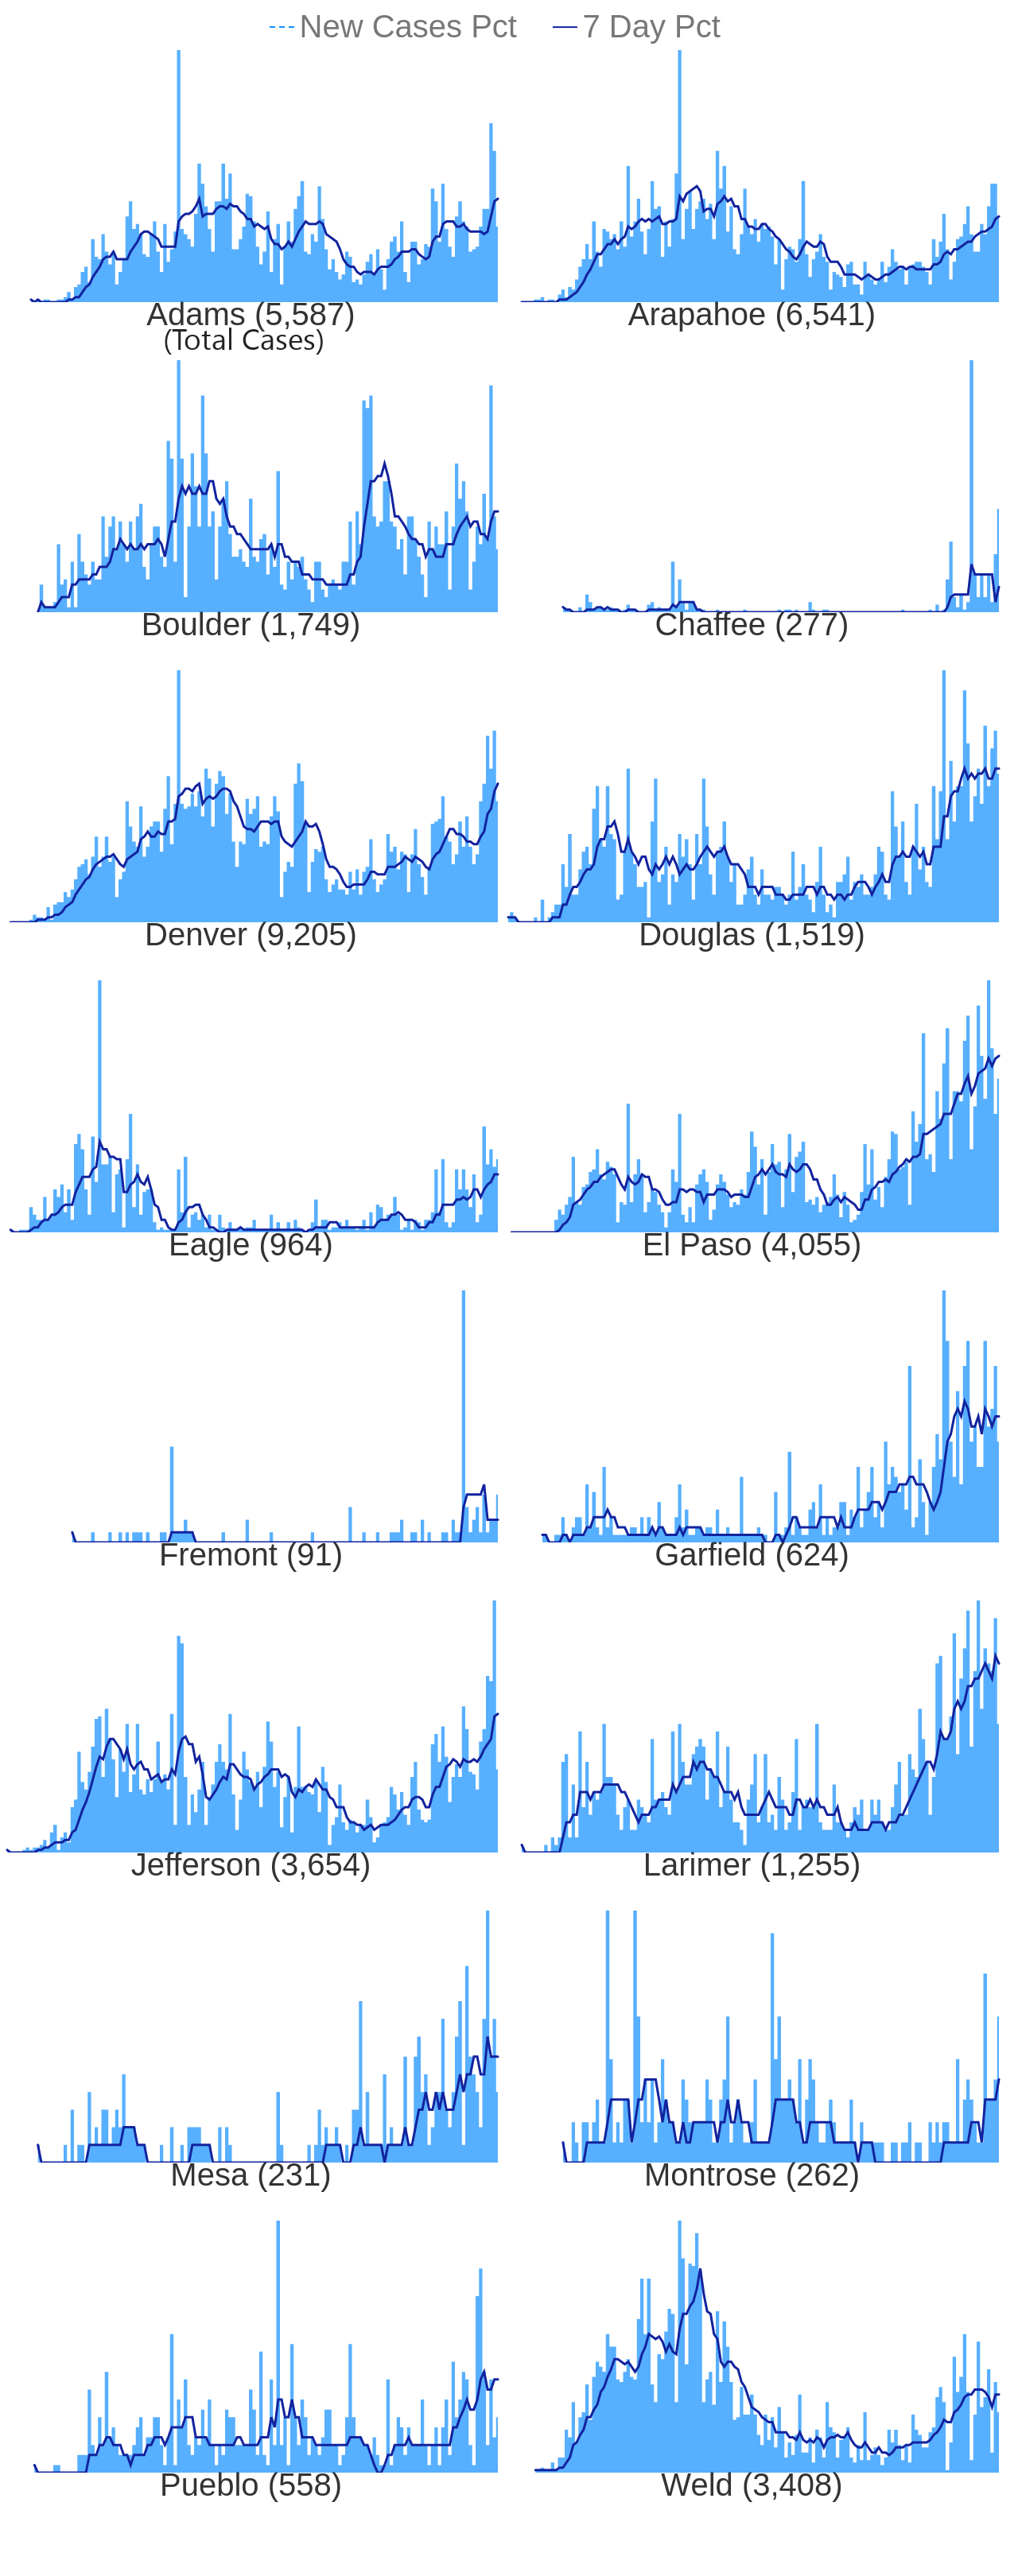 New Cases Pct 7 Day Pct
Adams (5,587) Arapahoe (6,541)
(Total Cases)
Boulder (1,749) Chaffee (277)
Denver (9,205) Douglas (1,519)
Eagle (964) El Paso (4,055)
Fremont (91) Garfield (624)
Jefferson (3,654) Larimer (1,255)
Mesa (231) Montrose (262)
Pueblo (558) Weld (3,408)